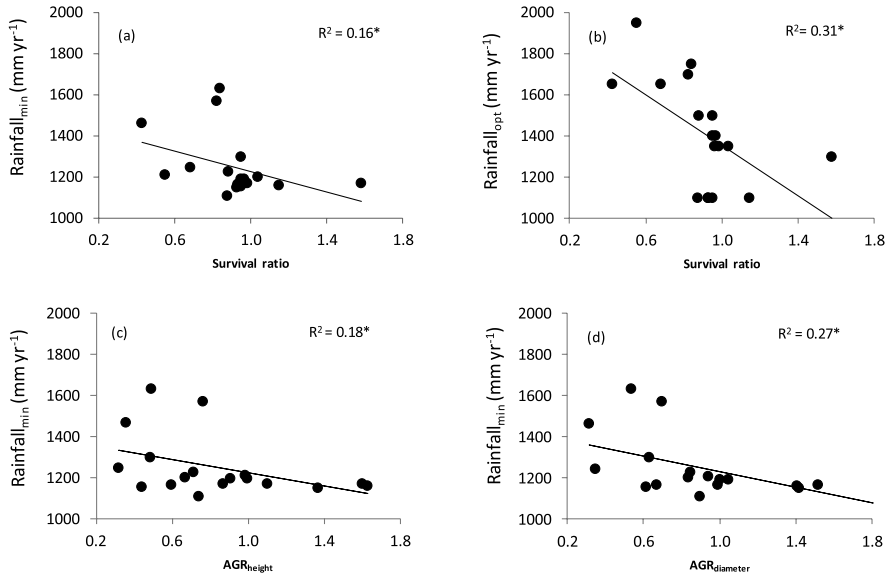 (a)
R² = 0.16*
Rainfall_min (mm yr⁻¹)
2000
1800
1600
1400
1200
1000
0.2 0.6 1.0 1.4 1.8
Survival ratio
(b)
R²= 0.31*
Rainfall_opt (mm yr⁻¹)
2000
1800
1600
1400
1200
1000
0.2 0.6 1.0 1.4 1.8
Survival ratio
(c)
R² = 0.18*
Rainfall_min (mm yr⁻¹)
2000
1800
1600
1400
1200
1000
0.2 0.6 1.0 1.4 1.8
AGR_height
(d)
R² = 0.27*
Rainfall_min (mm yr⁻¹)
2000
1800
1600
1400
1200
1000
0.2 0.6 1.0 1.4 1.8
AGR_diameter